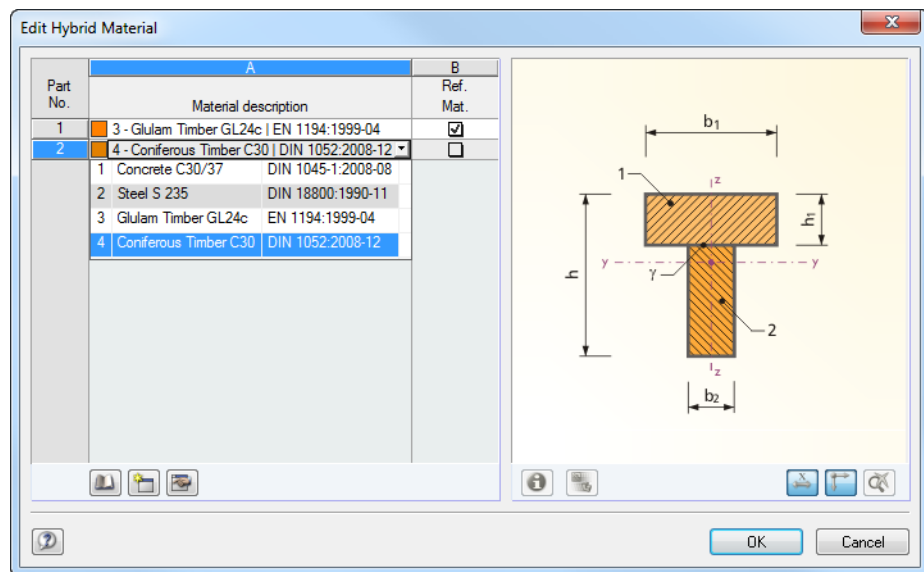 Edit Hybrid Material
A B
Part No. Material description Ref. Mat.
1 3 - Glulam Timber GL24c | EN 1194:1999-04
2 4 - Coniferous Timber C30 | DIN 1052:2008-12
1 Concrete C30/37 DIN 1045-1:2008-08
2 Steel S 235 DIN 18800:1990-11
3 Glulam Timber GL24c EN 1194:1999-04
4 Coniferous Timber C30 DIN 1052:2008-12
b1
1
z
h1
h
y y
γ
2
z
b2
x
OK Cancel